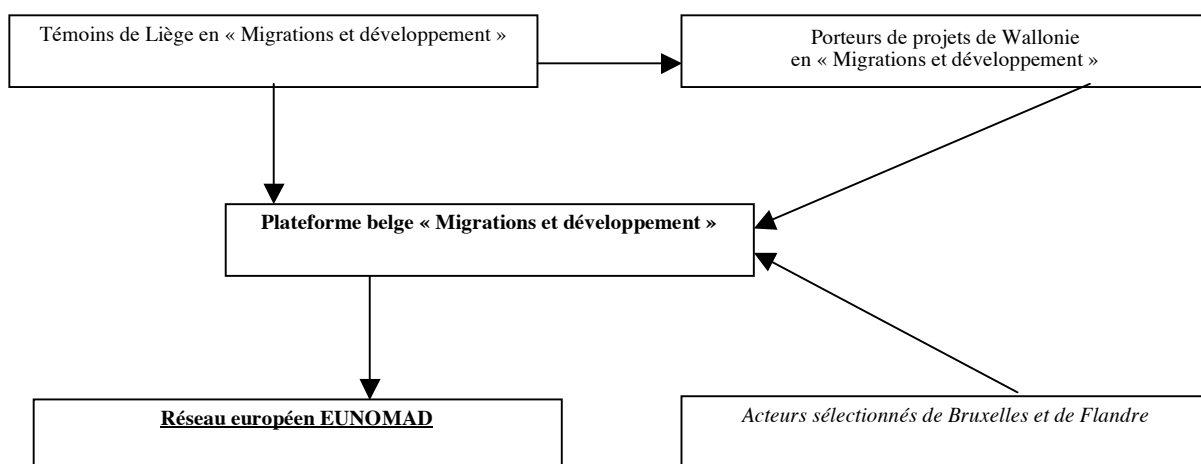 Témoins de Liège en « Migrations et développement »
Porteurs de projets de Wallonie
en « Migrations et développement »
Plateforme belge « Migrations et développement »
Réseau européen EUNOMAD
Acteurs sélectionnés de Bruxelles et de Flandre